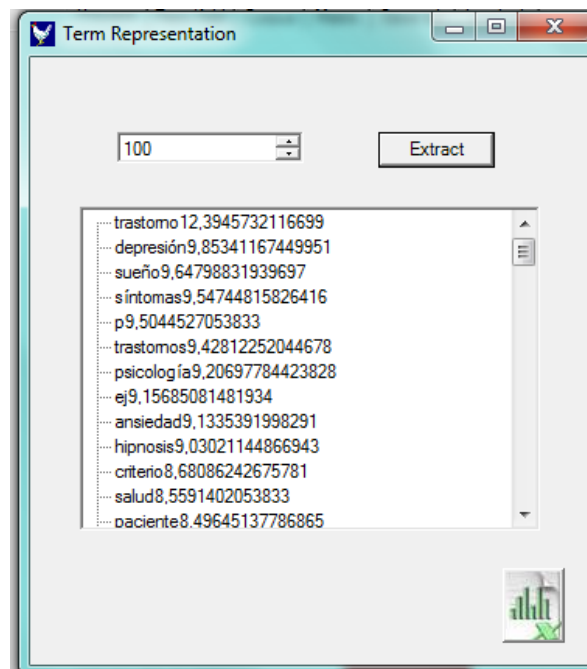 Term Representation
100
Extract
trastorno12,3945732116699
depresión9,85341167449951
sueño9,64798831939697
síntomas9,54744815826416
p9,5044527053833
trastornos9,42812252044678
psicología9,20697784423828
ej9,15685081481934
ansiedad9,1335391998291
hipnosis9,03021144866943
criterio8,68086242675781
salud8,5591402053833
paciente8,49645137786865